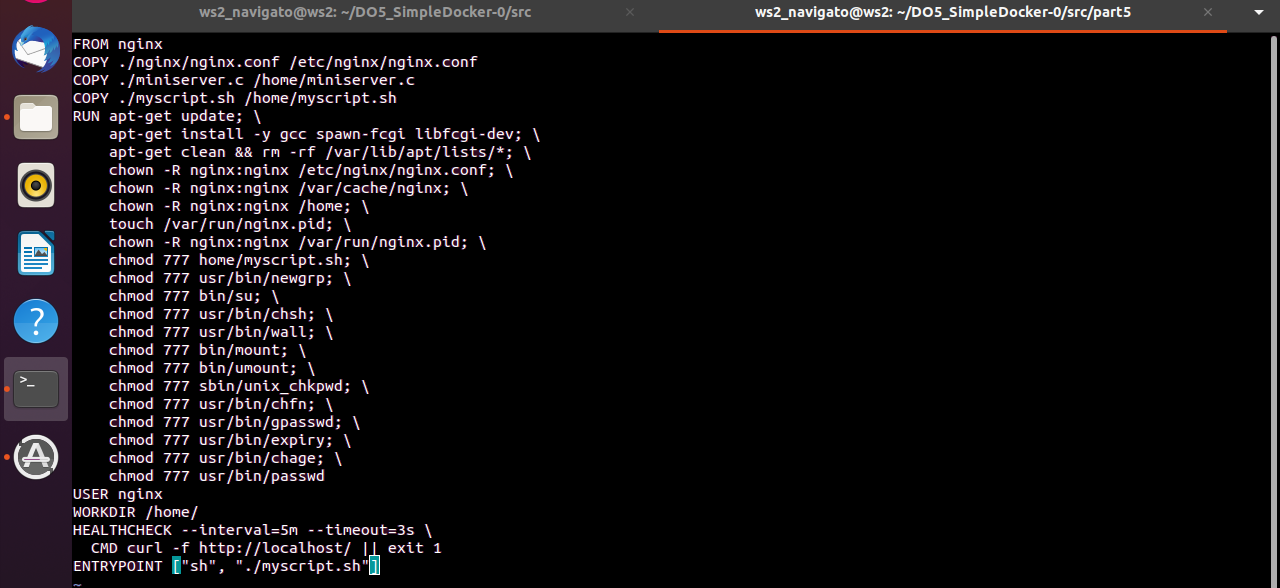 ws2_navigato@ws2: ~/DO5_SimpleDocker-0/src × ws2_navigato@ws2: ~/DO5_SimpleDocker-0/src/part5 ×
FROM nginx
COPY ./nginx/nginx.conf /etc/nginx/nginx.conf
COPY ./miniserver.c /home/miniserver.c
COPY ./myscript.sh /home/myscript.sh
RUN apt-get update; \
    apt-get install -y gcc spawn-fcgi libfcgi-dev; \
    apt-get clean && rm -rf /var/lib/apt/lists/*; \
    chown -R nginx:nginx /etc/nginx/nginx.conf; \
    chown -R nginx:nginx /var/cache/nginx; \
    chown -R nginx:nginx /home; \
    touch /var/run/nginx.pid; \
    chown -R nginx:nginx /var/run/nginx.pid; \
    chmod 777 home/myscript.sh; \
    chmod 777 usr/bin/newgrp; \
    chmod 777 bin/su; \
    chmod 777 usr/bin/chsh; \
    chmod 777 usr/bin/wall; \
    chmod 777 bin/mount; \
    chmod 777 bin/umount; \
    chmod 777 sbin/unix_chkpwd; \
    chmod 777 usr/bin/chfn; \
    chmod 777 usr/bin/gpasswd; \
    chmod 777 usr/bin/expiry; \
    chmod 777 usr/bin/chage; \
    chmod 777 usr/bin/passwd
USER nginx
WORKDIR /home/
HEALTHCHECK --interval=5m --timeout=3s \
  CMD curl -f http://localhost/ || exit 1
ENTRYPOINT ["sh", "./myscript.sh"]
~